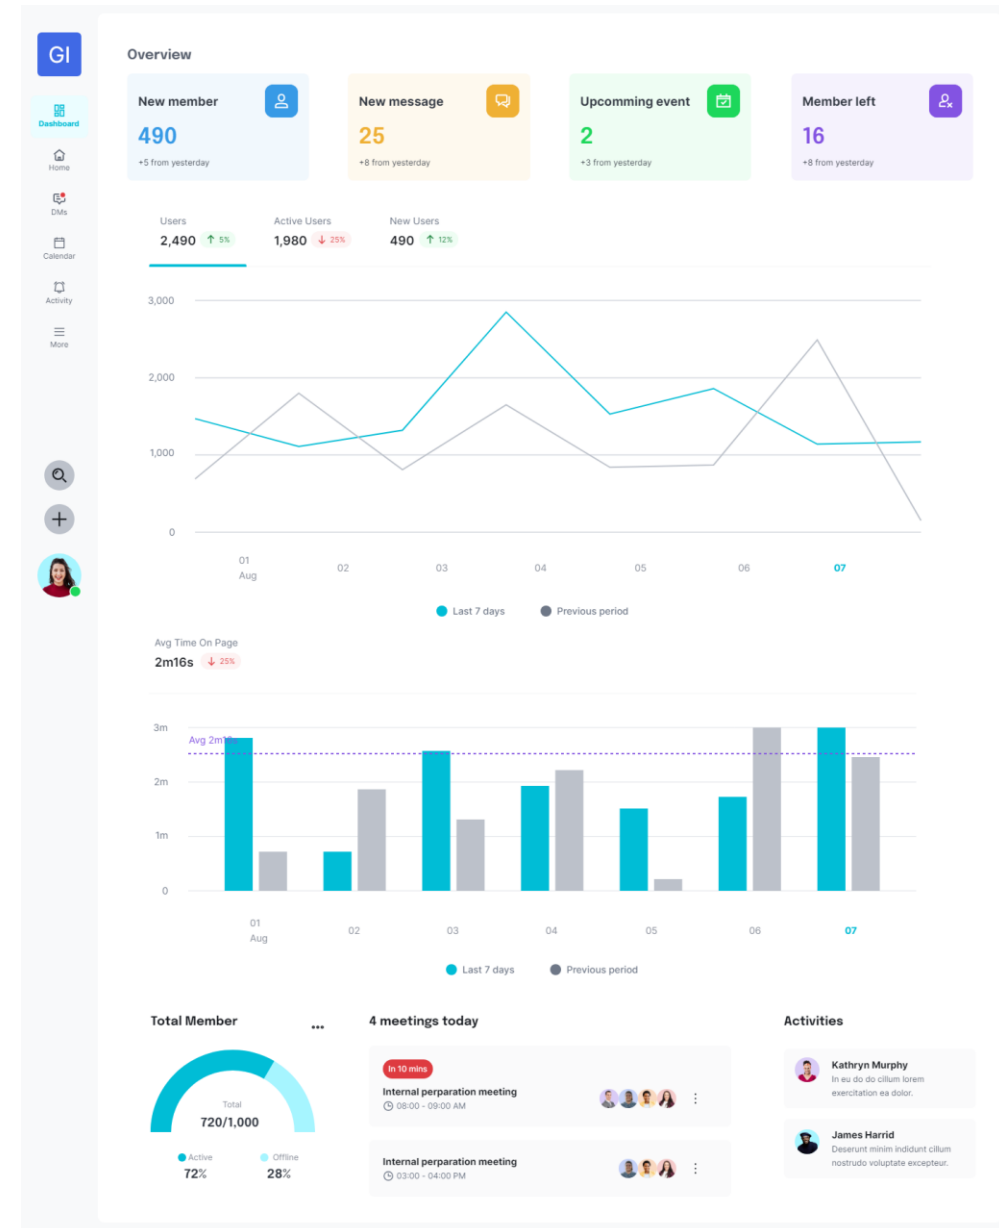 GI
Dashboard
Home
DMs
Calendar
Activity
More
Overview
New member
490
+5 from yesterday
New message
25
+8 from yesterday
Upcomming event
2
+3 from yesterday
Member left
16
+8 from yesterday
Users
2,490 ↑ 5%
Active Users
1,980 ↓ 25%
New Users
490 ↑ 12%
3,000
2,000
1,000
0
01 Aug
02
03
04
05
06
07
Last 7 days
Previous period
Avg Time On Page
2m16s ↓ 25%
3m
Avg 2m16s
2m
1m
0
01 Aug
02
03
04
05
06
07
Last 7 days
Previous period
Total Member
Total
720/1,000
Active
72%
Offline
28%
4 meetings today
In 10 mins
Internal perparation meeting
08:00 - 09:00 AM
Internal perparation meeting
03:00 - 04:00 PM
Activities
Kathryn Murphy
In eu do do cillum lorem
exercitation ea dolor.
James Harrid
Deserunt minim indidunt cillum
nostrudo voluptate excepteur.